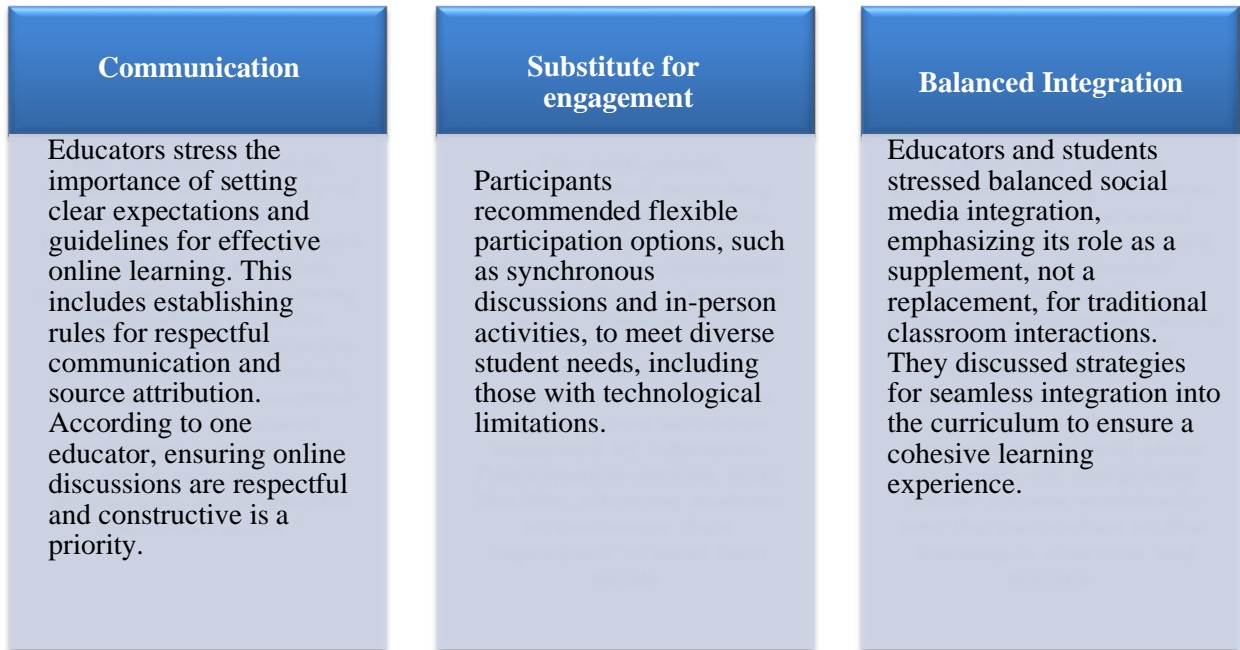 Communication
Educators stress the
importance of setting
clear expectations and
guidelines for effective
online learning. This
includes establishing
rules for respectful
communication and
source attribution.
According to one
educator, ensuring online
discussions are respectful
and constructive is a
priority.
Substitute for
engagement
Participants
recommended flexible
participation options, such
as synchronous
discussions and in-person
activities, to meet diverse
student needs, including
those with technological
limitations.
Balanced Integration
Educators and students
stressed balanced social
media integration,
emphasizing its role as a
supplement, not a
replacement, for traditional
classroom interactions.
They discussed strategies
for seamless integration into
the curriculum to ensure a
cohesive learning
experience.